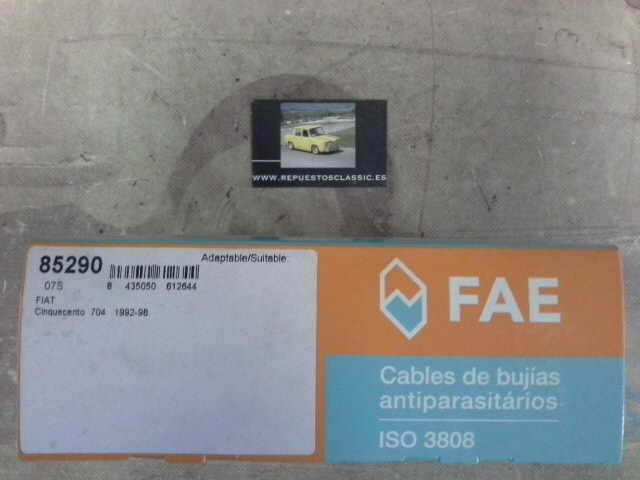 WWW.REPUESTOSCLASSIC.ES
85290
Adaptable/Suitable:
07S
8 435050 612644
FIAT
Cinquecento 704 1992-98
FAE
Cables de bujías
antiparasitários
ISO 3808